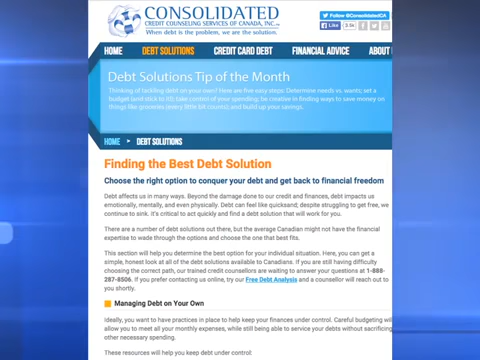 CONSOLIDATED
CREDIT COUNSELING SERVICES OF CANADA, INC.
When debt is the problem, we are the solution.
Follow @ConsolidatedCA
Like 3.5k
HOME DEBT SOLUTIONS CREDIT CARD DEBT FINANCIAL ADVICE ABOUT
Debt Solutions Tip of the Month
Thinking of tackling debt on your own? Here are five easy steps: Determine needs vs. wants; set a
budget (and stick to it!) take control of your spending; be creative in finding ways to save money on
things like groceries (every little bit counts); and build up your savings.
HOME ▸ DEBT SOLUTIONS
Finding the Best Debt Solution
Choose the right option to conquer your debt and get back to financial freedom
Debt affects us in many ways. Beyond the damage done to our credit and finances, debt impacts us
emotionally, mentally, and even physically. Debt can feel like quicksand; despite struggling to get free, we
continue to sink. it's critical to act quickly and find a debt solution that will work for you.
There are a number of debt solutions out there, but the average Canadian might not have the financial
expertise to wade through the options and choose the one that best fits.
This section will help you determine the best option for your individual situation. Here, you can get a
simple, honest look at all of the debt solutions available to Canadians. If you are still having difficulty
choosing the correct path, our trained credit counsellors are waiting to answer your questions at 1-888-
287-8506. If you prefer contacting us online, try our Free Debt Analysis and a counsellor will reach out to
you shortly.
Managing Debt on Your Own
Ideally, you want to have practices in place to help keep your finances under control. Careful budgeting will
allow you to meet all your monthly expenses, while still being able to service your debts without sacrificing
other necessary spending.
These resources will help you keep debt under control: